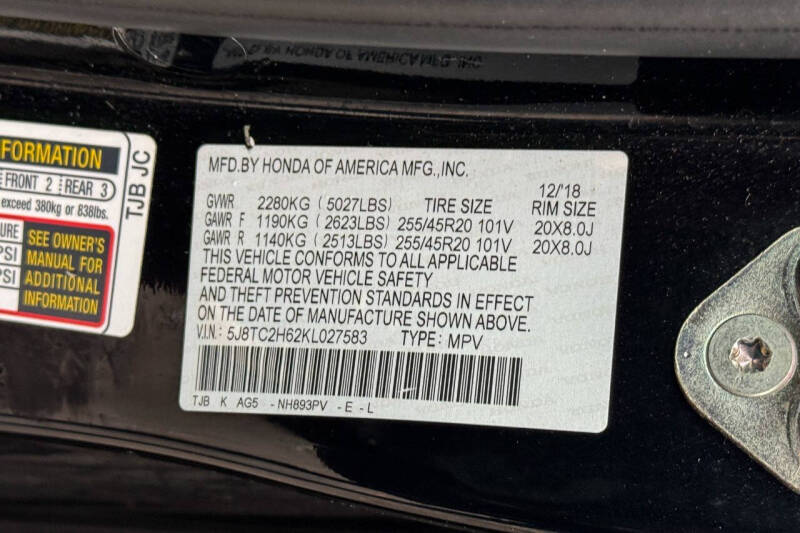 MFD.BY HONDA OF AMERICA MFG.,INC.
12/'18
GVWR 2280KG (5027LBS) TIRE SIZE RIM SIZE
GAWR F 1190KG (2623LBS) 255/45R20 101V 20X8.0J
GAWR R 1140KG (2513LBS) 255/45R20 101V 20X8.0J
THIS VEHICLE CONFORMS TO ALL APPLICABLE
FEDERAL MOTOR VEHICLE SAFETY
AND THEFT PREVENTION STANDARDS IN EFFECT
ON THE DATE OF MANUFACTURE SHOWN ABOVE.
V.I.N.: 5J8TC2H62KL027583 TYPE: MPV
TJB K AG5 -NH893PV -E -L
FORMATION
FRONT 2 REAR 3
exceed 380kg or 838lbs.
TJB JC
SEE OWNER'S
MANUAL FOR
ADDITIONAL
INFORMATION